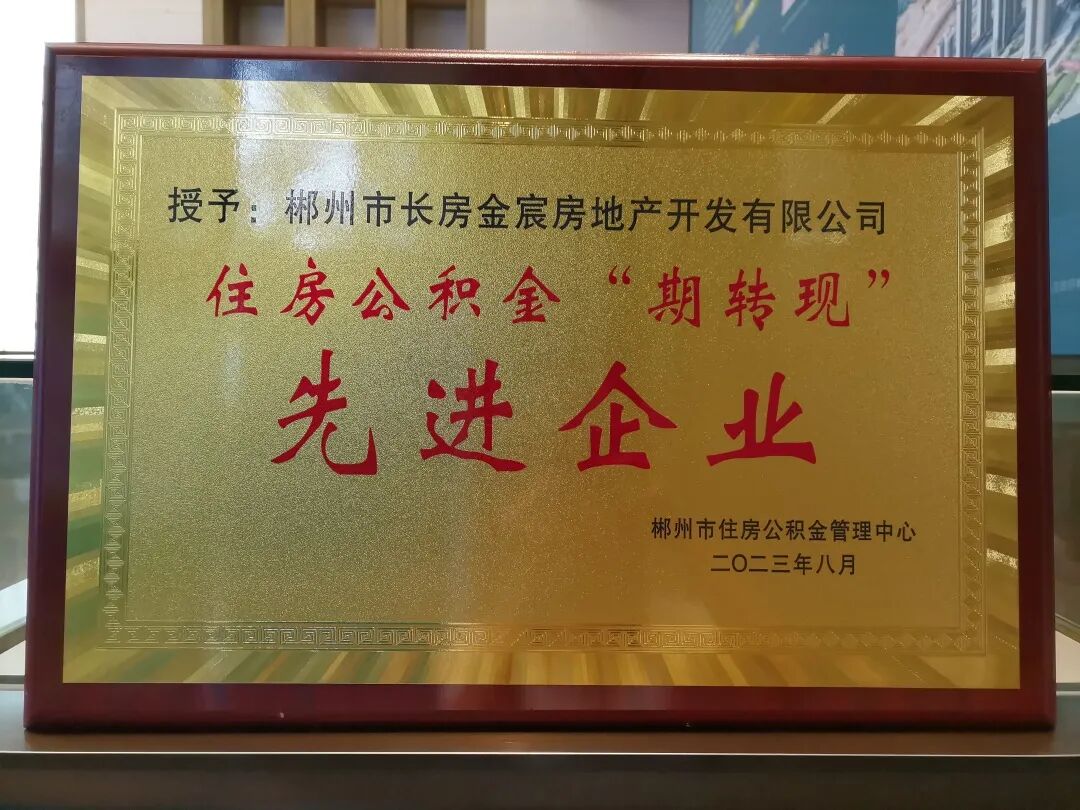 授予：郴州市长房金宸房地产开发有限公司
住房公积金“期转现”
先进企业
郴州市住房公积金管理中心
二〇二三年八月